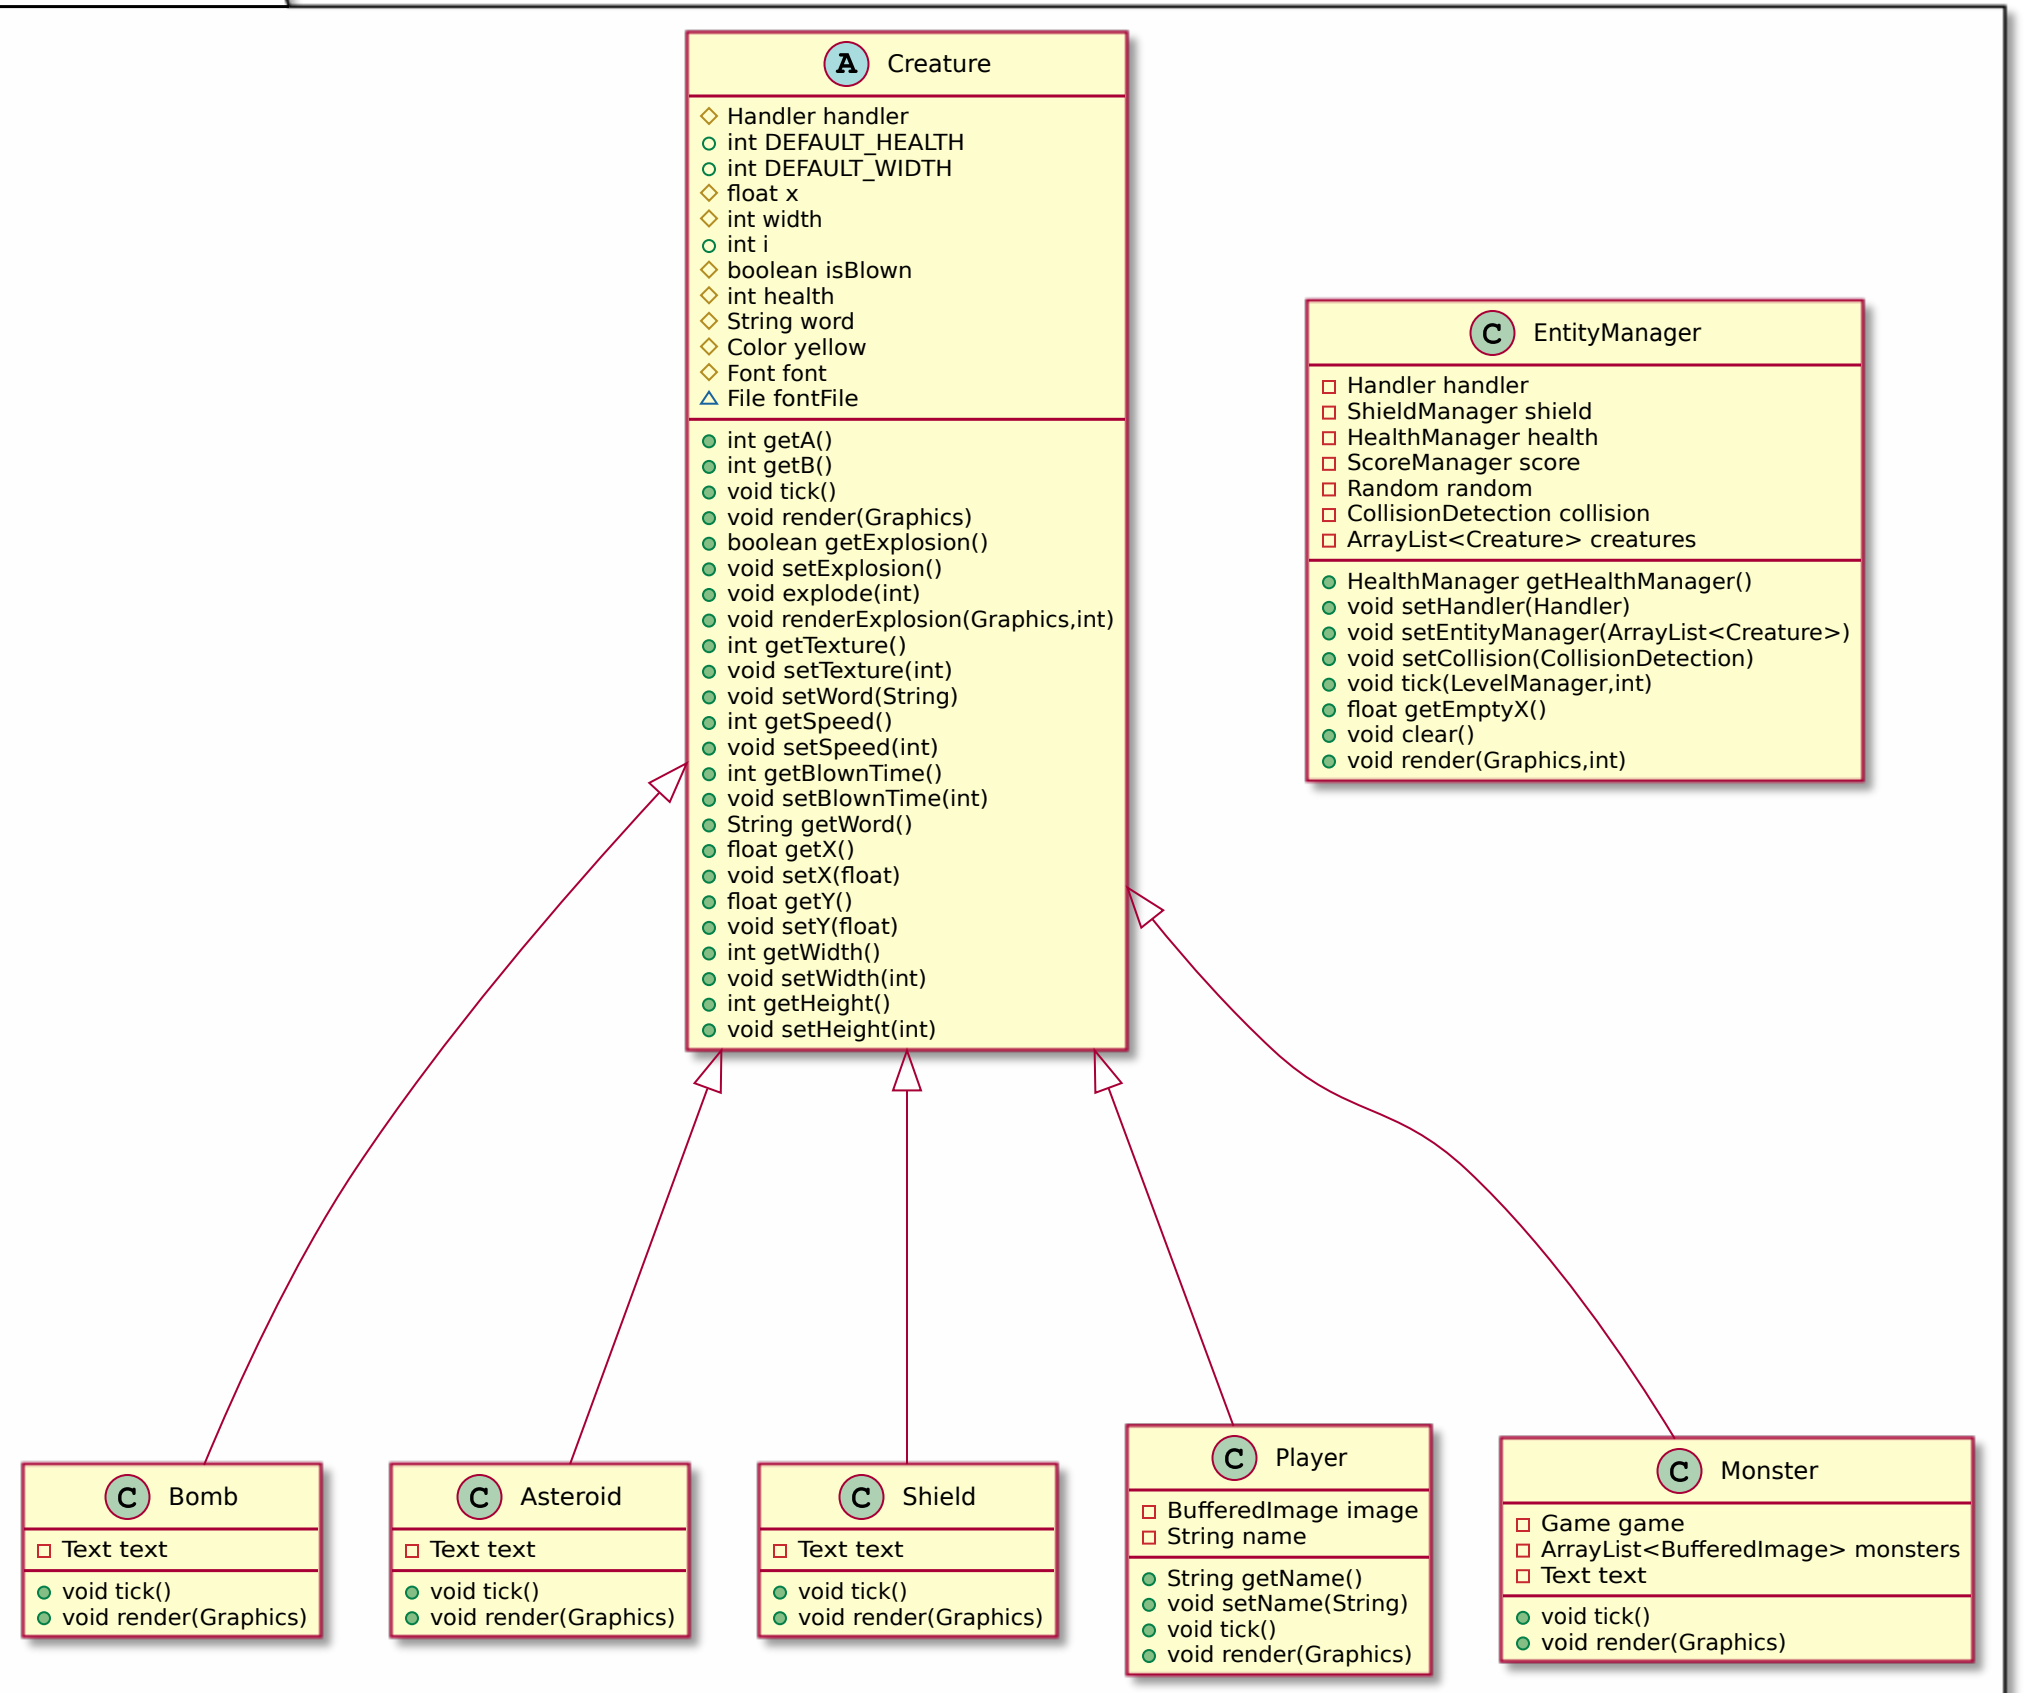 A Creature
Handler handler
int DEFAULT_HEALTH
int DEFAULT_WIDTH
float x
int width
int i
boolean isBlown
int health
String word
Color yellow
Font font
File fontFile
int getA()
int getB()
void tick()
void render(Graphics)
boolean getExplosion()
void setExplosion()
void explode(int)
void renderExplosion(Graphics,int)
int getTexture()
void setTexture(int)
void setWord(String)
int getSpeed()
void setSpeed(int)
int getBlownTime()
void setBlownTime(int)
String getWord()
float getX()
void setX(float)
float getY()
void setY(float)
int getWidth()
void setWidth(int)
int getHeight()
void setHeight(int)
C EntityManager
Handler handler
ShieldManager shield
HealthManager health
ScoreManager score
Random random
CollisionDetection collision
ArrayList<Creature> creatures
HealthManager getHealthManager()
void setHandler(Handler)
void setEntityManager(ArrayList<Creature>)
void setCollision(CollisionDetection)
void tick(LevelManager,int)
float getEmptyX()
void clear()
void render(Graphics,int)
C Bomb
Text text
void tick()
void render(Graphics)
C Asteroid
Text text
void tick()
void render(Graphics)
C Shield
Text text
void tick()
void render(Graphics)
C Player
BufferedImage image
String name
String getName()
void setName(String)
void tick()
void render(Graphics)
C Monster
Game game
ArrayList<BufferedImage> monsters
Text text
void tick()
void render(Graphics)